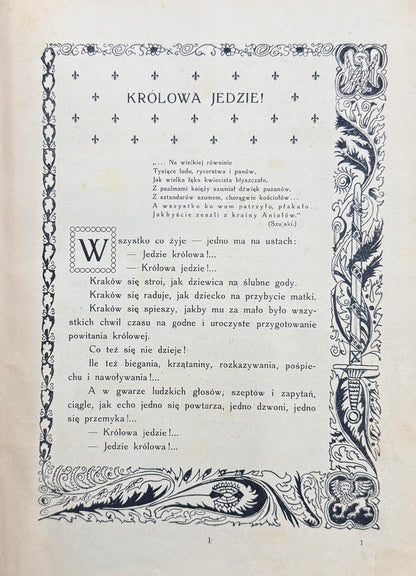 KRÓLOWA JEDZIE!
„... Na wielkiej równinie
Tysiące ludu, rycerstwa i panów,
Jak wielka łąka kwiecista błyszczało,
Z psalmami księży szumiał dźwięk puzanów,
Z sztandarów szumem, chorągwie kościołów...
A wszystko ku wam patrzyło, płakało...
Jakbyście zeszli z krainy Aniołów.“
(Szujski.)
Wszystko co żyje — jedno ma na ustach:
— Jedzie królowa!...
— Królowa jedzie!...
Kraków się stroi, jak dziewica na ślubne gody.
Kraków się raduje, jak dziecko na przybycie matki.
Kraków się spieszy, jakby mu za mało było wszy-
stkich chwil czasu na godne i uroczyste przygotowanie
powitania królowej.
Co też się nie dzieje!
Ile też biegania, krzątaniny, rozkazywania, pośpie-
chu i nawoływania!...
A w gwarze ludzkich głosów, szeptów i zapytań,
ciągle, jak echo jedno się powtarza, jedno dzwoni, jedno
się przemyka!...
— Królowa jedzie!...
— Jedzie królowa!...
1
1